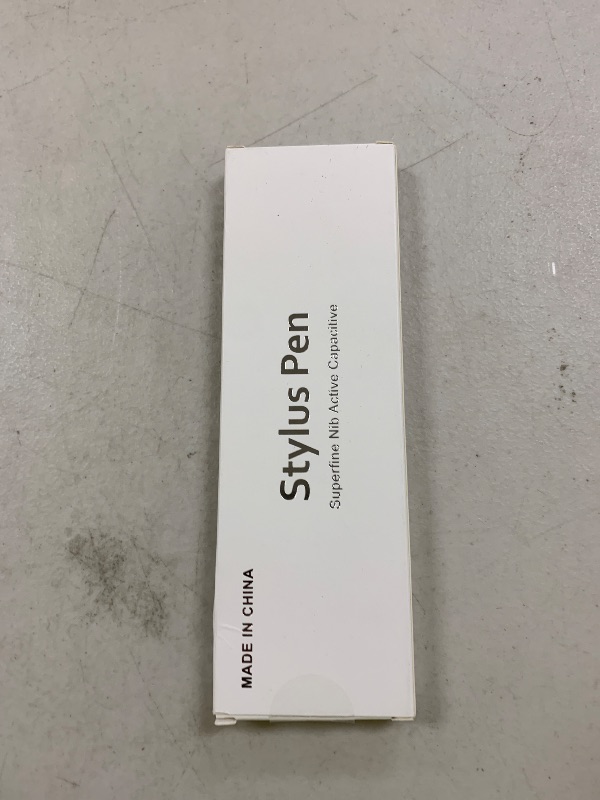 Stylus Pen
Superfine Nib Active Capacitive
MADE IN CHINA